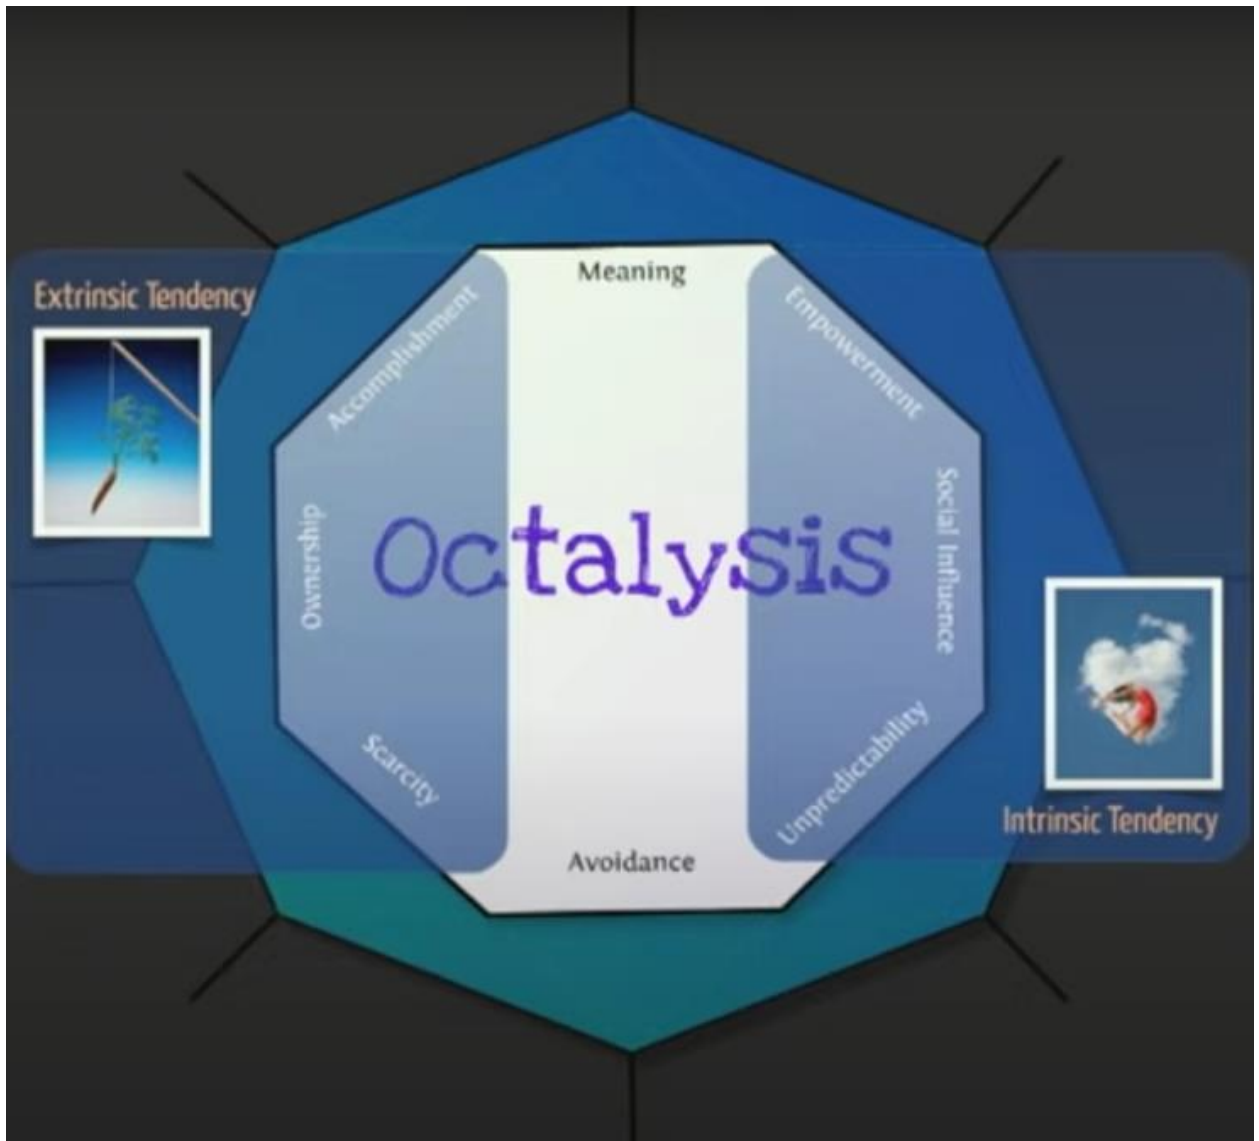 Meaning
Extrinsic Tendency
Accomplishment
Empowerment
Ownership
Octalysis
Social Influence
Scarcity
Unpredictability
Intrinsic Tendency
Avoidance